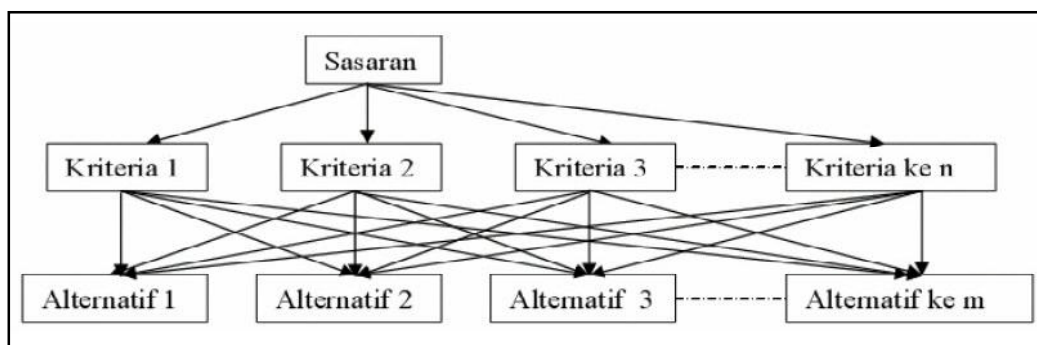 Sasaran
Kriteria 1
Kriteria 2
Kriteria 3
Kriteria ke n
Alternatif 1
Alternatif 2
Alternatif 3
Alternatif ke m